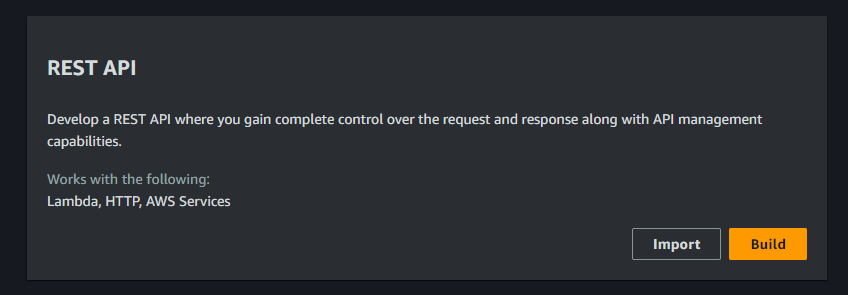 REST API
Develop a REST API where you gain complete control over the request and response along with API management
capabilities.
Works with the following:
Lambda, HTTP, AWS Services
Import
Build